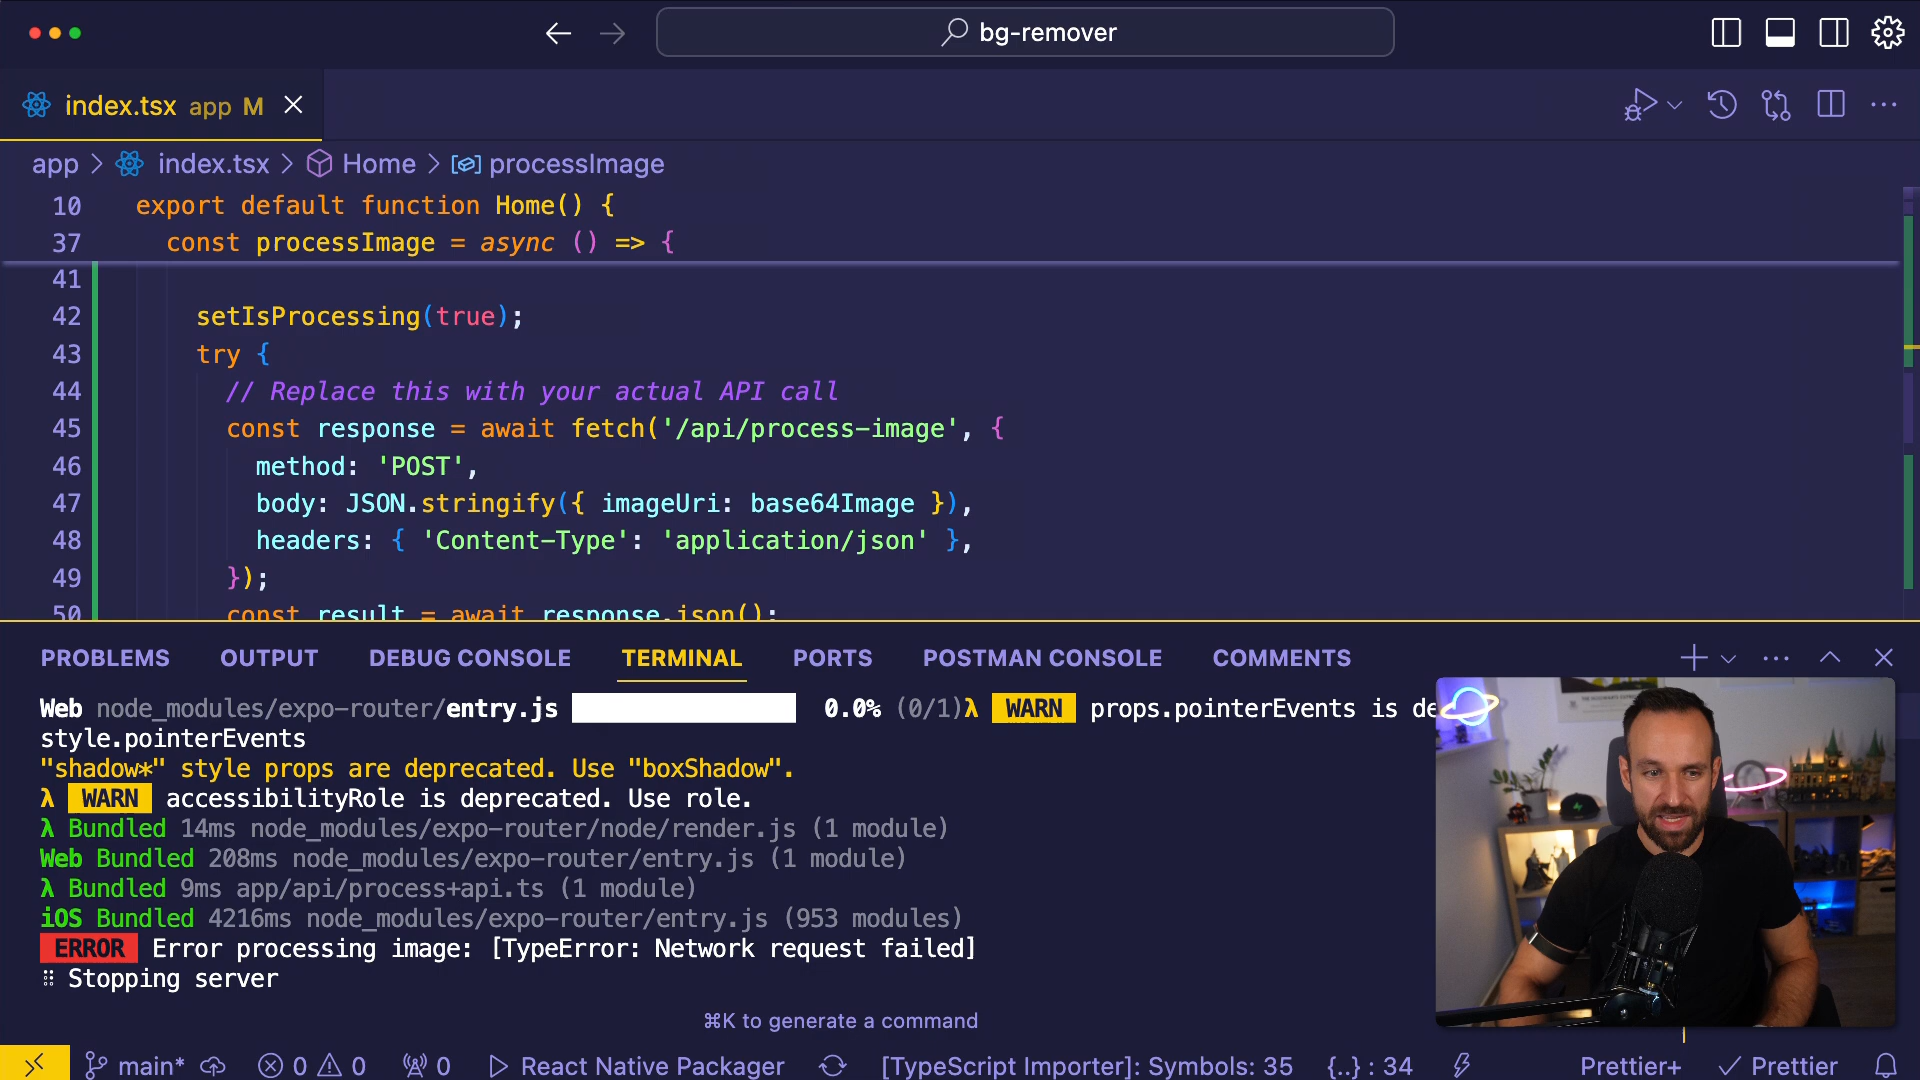 bg-remover
index.tsx app M
app > index.tsx > Home > processImage
10 export default function Home() {
37 const processImage = async () => {
41
42 setIsProcessing(true);
43 try {
44 // Replace this with your actual API call
45 const response = await fetch('/api/process-image', {
46 method: 'POST',
47 body: JSON.stringify({ imageUri: base64Image }),
48 headers: { 'Content-Type': 'application/json' },
49 });
50 const result = await response.json();
PROBLEMS OUTPUT DEBUG CONSOLE TERMINAL PORTS POSTMAN CONSOLE COMMENTS
Web node_modules/expo-router/entry.js 0.0% (0/1)λ WARN props.pointerEvents is de
style.pointerEvents
"shadow*" style props are deprecated. Use "boxShadow".
λ WARN accessibilityRole is deprecated. Use role.
λ Bundled 14ms node_modules/expo-router/node/render.js (1 module)
Web Bundled 208ms node_modules/expo-router/entry.js (1 module)
λ Bundled 9ms app/api/process+api.ts (1 module)
iOS Bundled 4216ms node_modules/expo-router/entry.js (953 modules)
ERROR Error processing image: [TypeError: Network request failed]
⠿ Stopping server
⌘K to generate a command
main* 0 0 0 React Native Packager [TypeScript Importer]: Symbols: 35 {..} : 34 Prettier+ Prettier